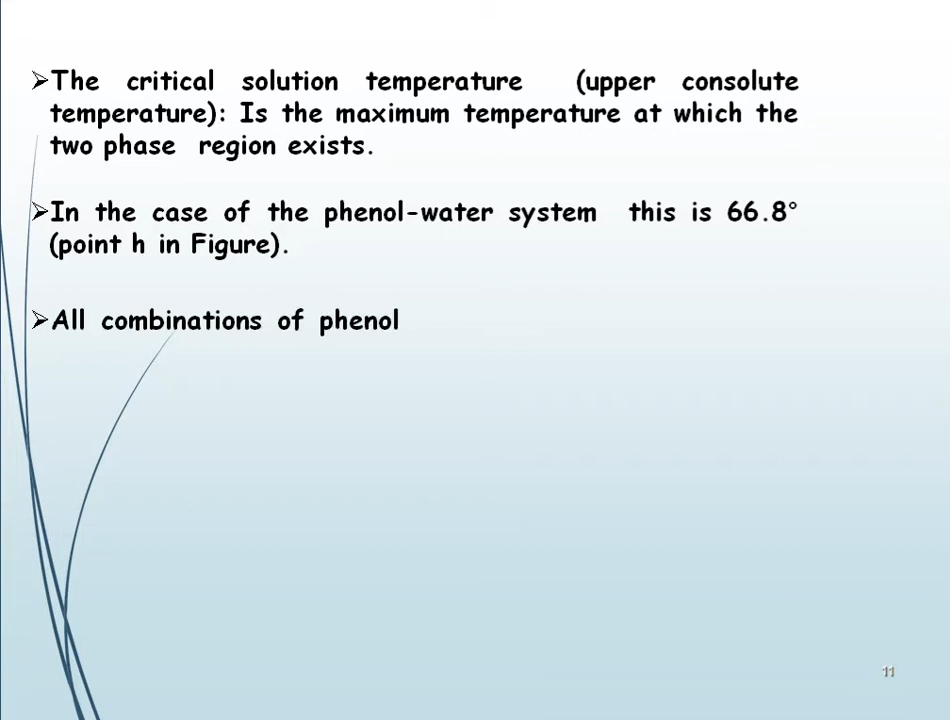 ➢The critical solution temperature (upper consolute
temperature): Is the maximum temperature at which the
two phase region exists.
➢In the case of the phenol-water system this is 66.8°
(point h in Figure).
➢All combinations of phenol
11